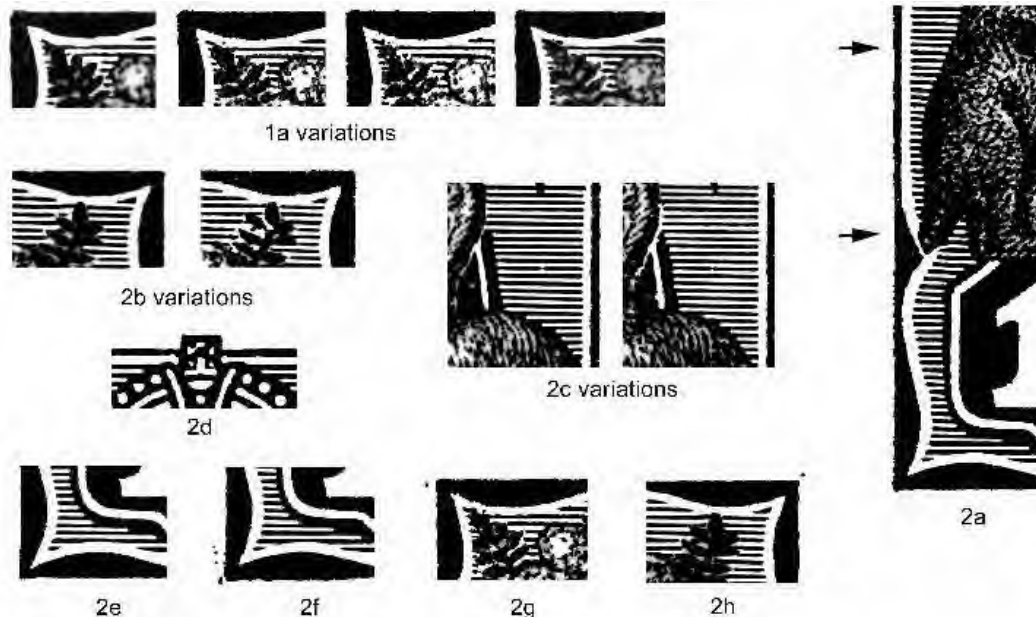 1a variations
2b variations
2c variations
2d
2a
2e
2f
2g
2h